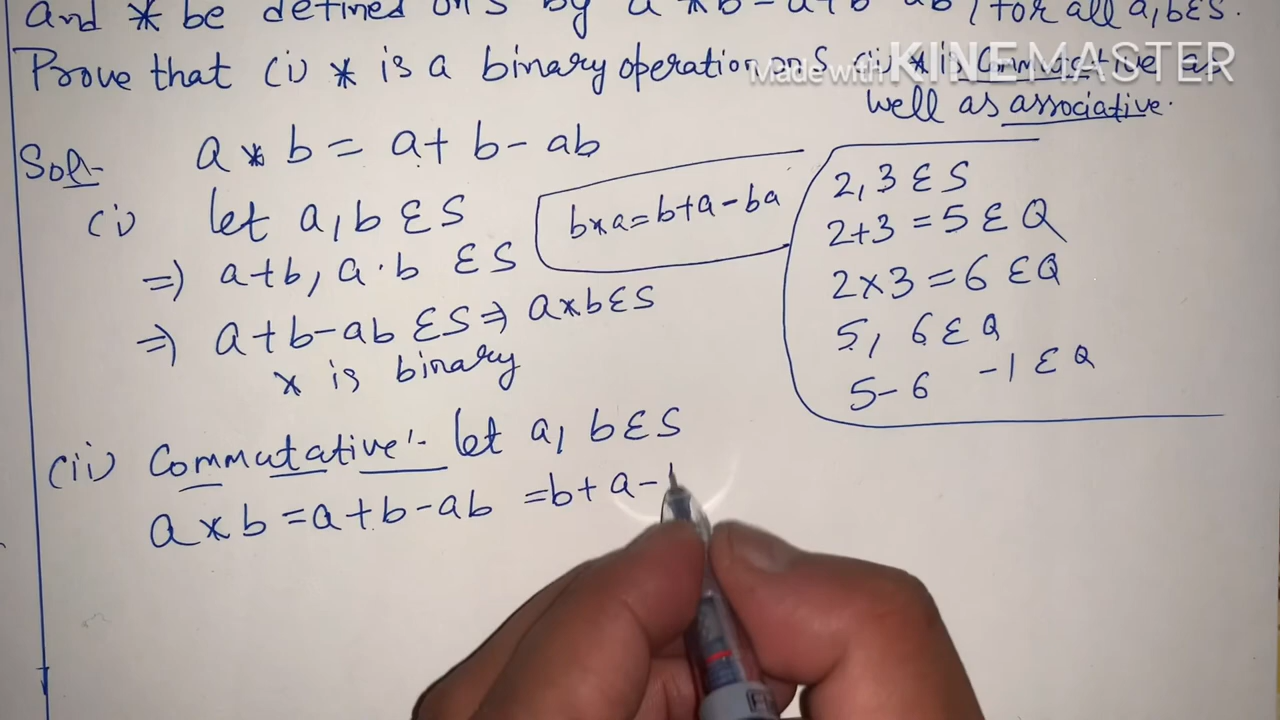 And * be defined on S by a * b = a+b-ab, for all a, b ε S.
Prove that (i) * is a binary operation on S (ii) * is Commutative as
well as associative.
Made with KINEMASTER
Sol- a * b = a+ b- ab
(i) let a, b ε S
b*a = b+a-ba
=) a+b, a·b ε S
=) a+b-ab ε S => a*b ε S
* is binary
2, 3 ε S
2+3 = 5 ε Q
2×3 = 6 ε Q
5, 6 ε Q
5-6 -1 ε Q
(ii) Commutative:- let a, b ε S
a * b = a+b-ab = b+ a-